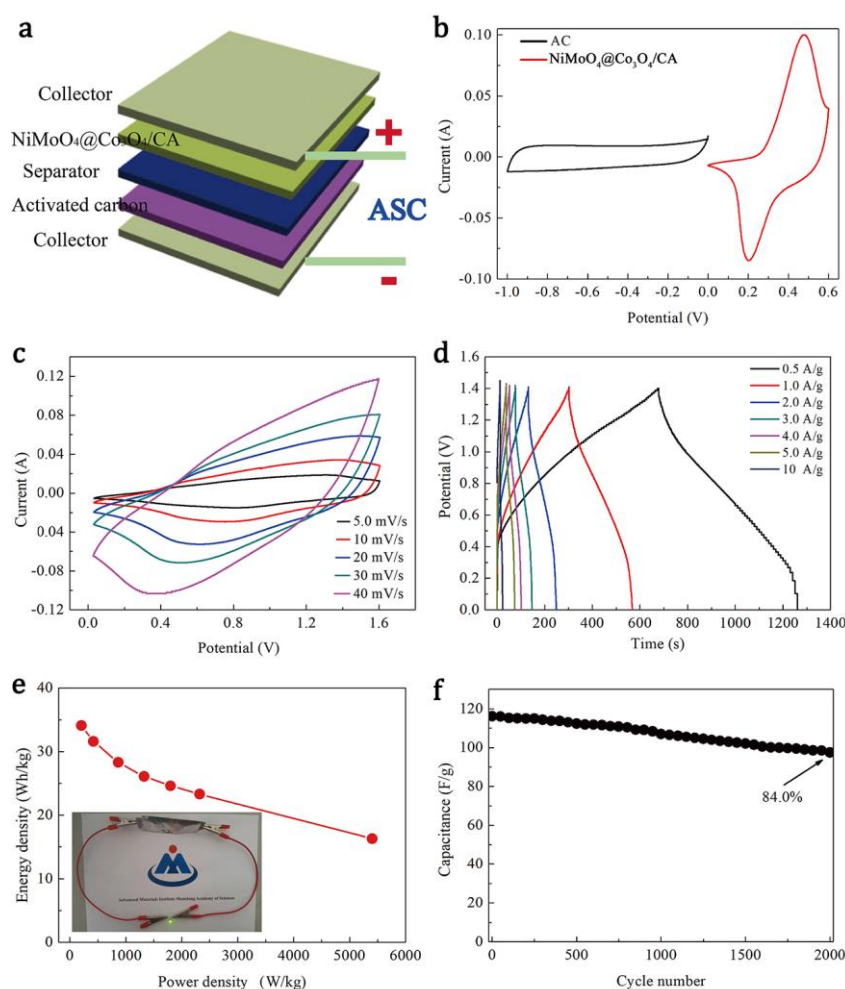 a
Collector
NiMoO₄@Co₃O₄/CA
Separator
Activated carbon
Collector
+
ASC
-
b
AC
NiMoO₄@Co₃O₄/CA
0.10
0.05
0.00
-0.05
0.10
Current (A)
-1.0 -0.8 -0.6 -0.4 -0.2 0.0 0.2 0.4 0.6
Potential (V)
c
0.12
0.08
0.04
0.00
0.04
-0.08
-0.12
Current (A)
5.0 mV/s
10 mV/s
20 mV/s
30 mV/s
40 mV/s
0.0 0.4 0.8 1.2 1.6
Potential (V)
d
1.6
1.4
1.2
1.0
0.8
0.6
0.4
0.2
0.0
Potential (V)
0.5 A/g
1.0 A/g
2.0 A/g
3.0 A/g
4.0 A/g
5.0 A/g
10 A/g
0 200 400 600 800 1000 1200 1400
Time (s)
e
40
30
20
10
0
Energy density (Wh/kg)
Advanced Materials Institute Shandong Academy of Sciences
0 1000 2000 3000 4000 5000 6000
Power density (W/kg)
f
120
100
80
60
40
20
0
Capacitance (F/g)
84.0%
0 500 1000 1500 2000
Cycle number